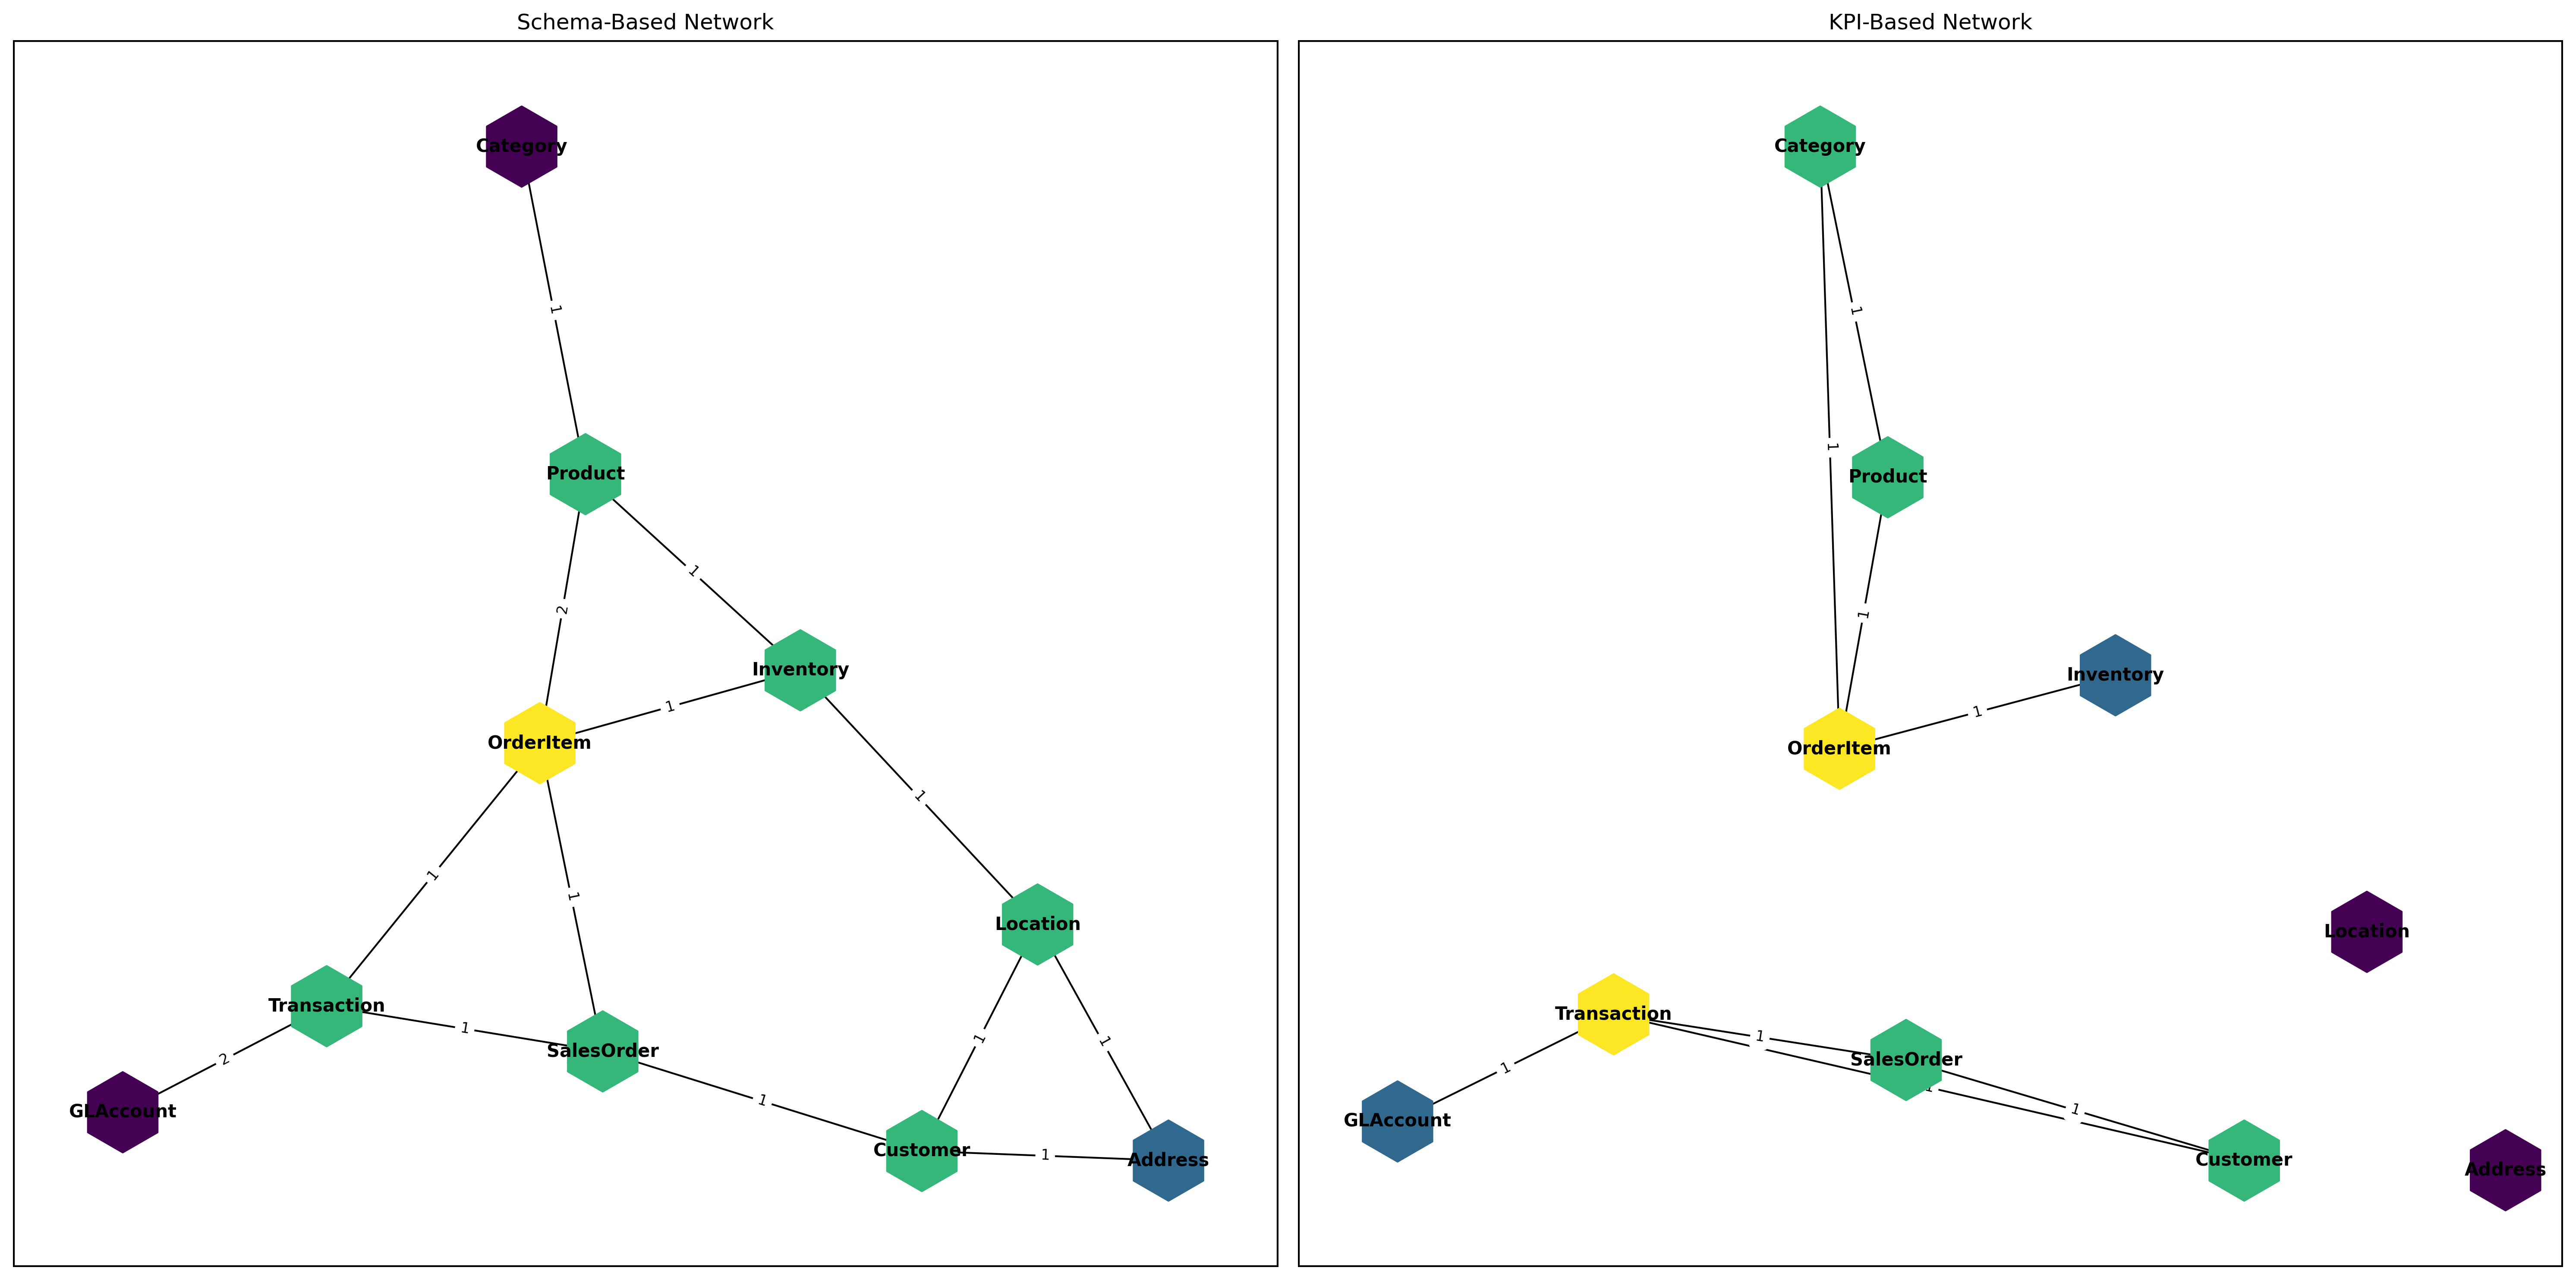 Schema-Based Network
Category
1
Product
1
2
Inventory
1
OrderItem
1
1
1
Location
Transaction
1
SalesOrder
1
1
2
1
GLAccount
Customer
1
Address
KPI-Based Network
Category
1
1
Product
1
Inventory
1
OrderItem
Location
Transaction
1
SalesOrder
1
1
1
GLAccount
Customer
Address